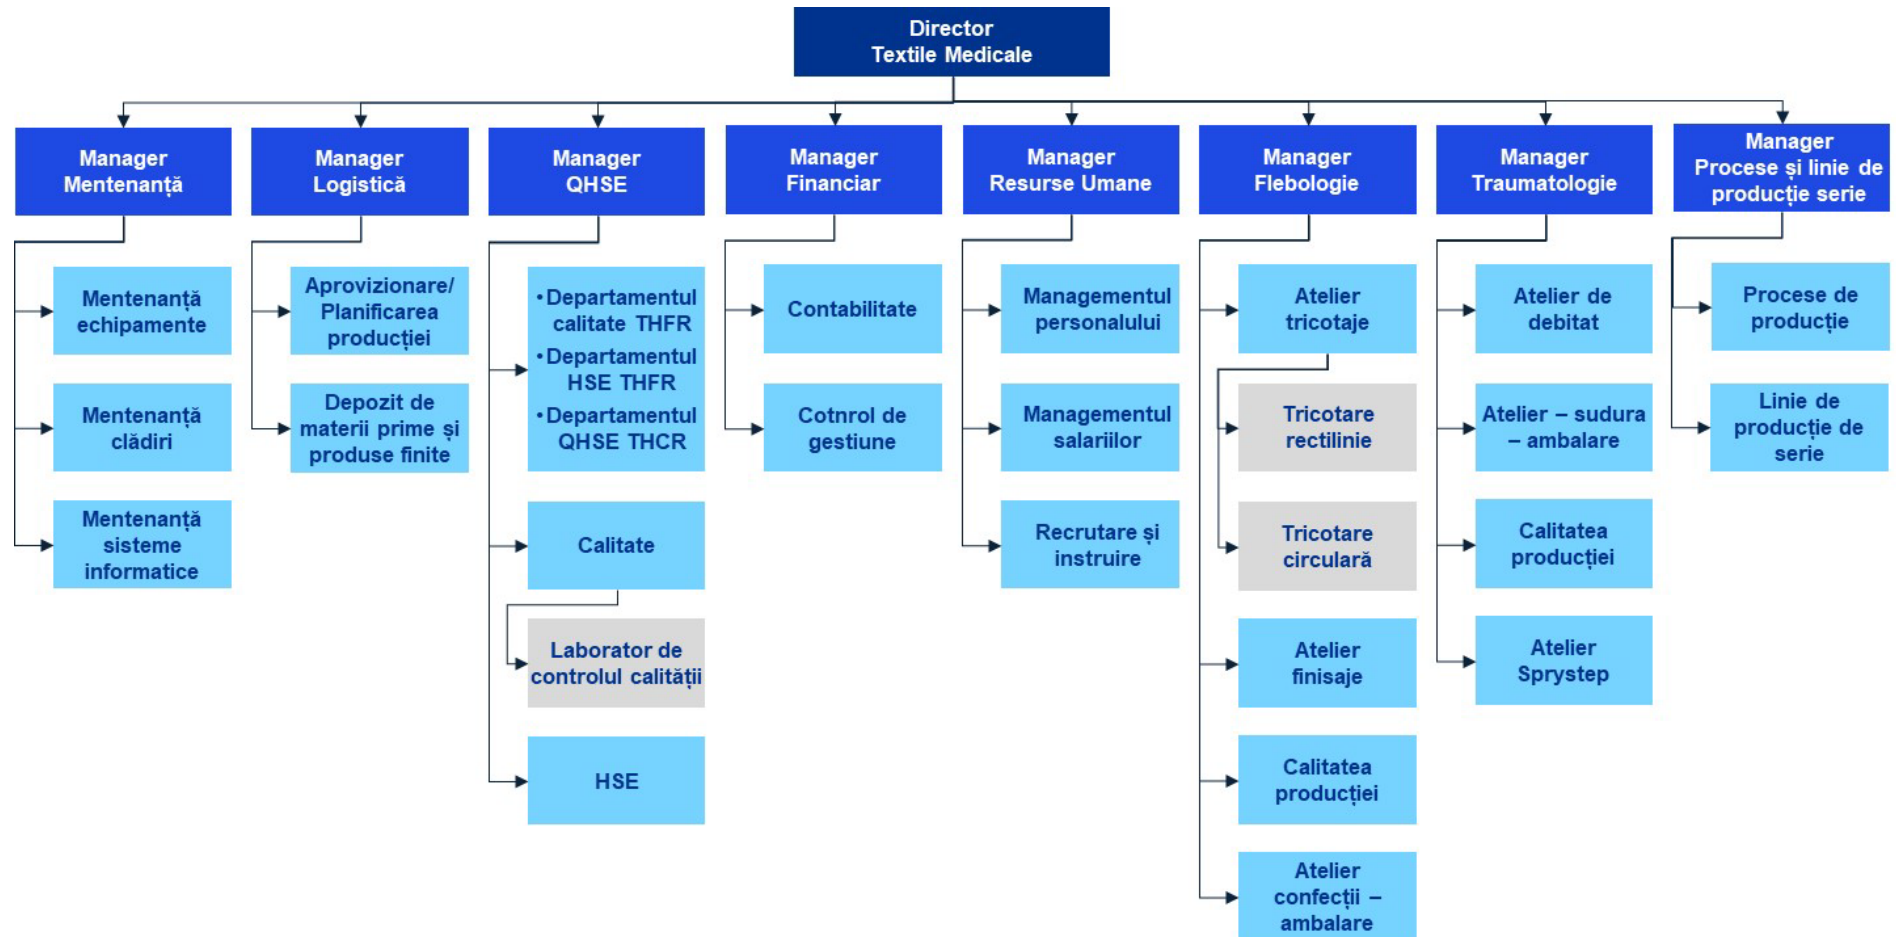 Director
Textile Medicale
Manager
Mentenanță
Manager
Logistică
Manager
QHSE
Manager
Financiar
Manager
Resurse Umane
Manager
Flebologie
Manager
Traumatologie
Manager
Procese și linie de
producție serie
Mentenanță
echipamente
Mentenanță
clădiri
Mentenanță
sisteme
informatice
Aprovizionare/
Planificarea
producției
Depozit de
materii prime și
produse finite
•Departamentul
calitate THFR
•Departamentul
HSE THFR
•Departamentul
QHSE THCR
Calitate
Laborator de
controlul calității
HSE
Contabilitate
Cotnrol de
gestiune
Managementul
personalului
Managementul
salariilor
Recrutare și
instruire
Atelier
tricotaje
Tricotare
rectilinie
Tricotare
circulară
Atelier
finisaje
Calitatea
producției
Atelier
confecții –
ambalare
Atelier de
debitat
Atelier – sudura
– ambalare
Calitatea
producției
Atelier
Sprystep
Procese de
producție
Linie de
producție de
serie